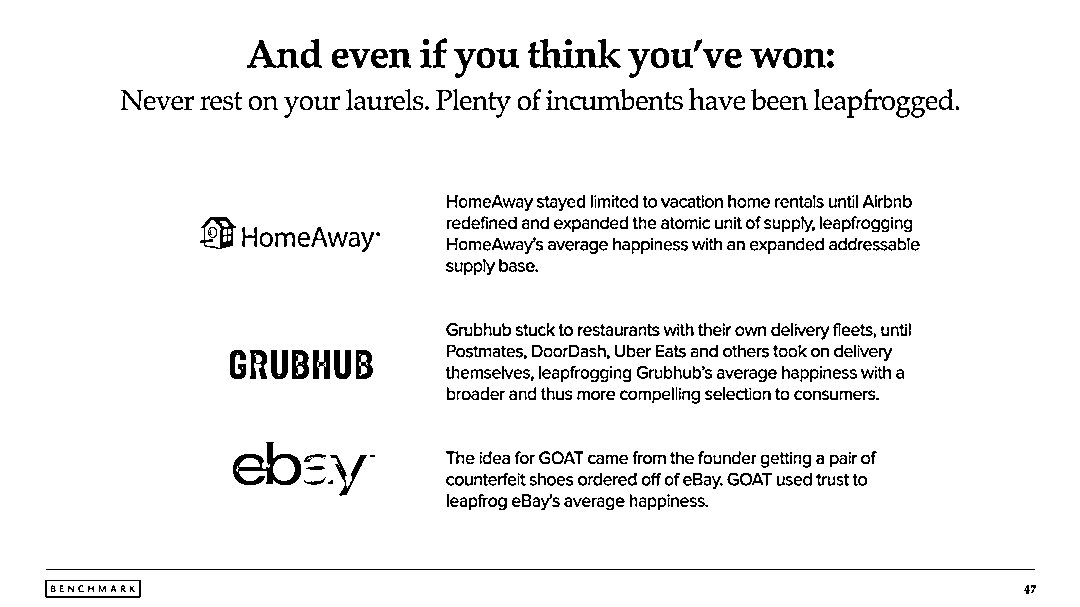 And even if you think you've won:
Never rest on your laurels. Plenty of incumbents have been leapfrogged.
HomeAway
HomeAway stayed limited to vacation home rentals until Airbnb
redefined and expanded the atomic unit of supply, leapfrogging
HomeAway's average happiness with an expanded addressable
supply base.
GRUBHUB
Grubhub stuck to restaurants with their own delivery fleets, until
Postmates, DoorDash, Uber Eats and others took on delivery
themselves, leapfrogging Grubhub's average happiness with a
broader and thus more compelling selection to consumers.
ebay
The idea for GOAT came from the founder getting a pair of
counterfeit shoes ordered off of eBay. GOAT used trust to
leapfrog eBay's average happiness.
BENCHMARK
47